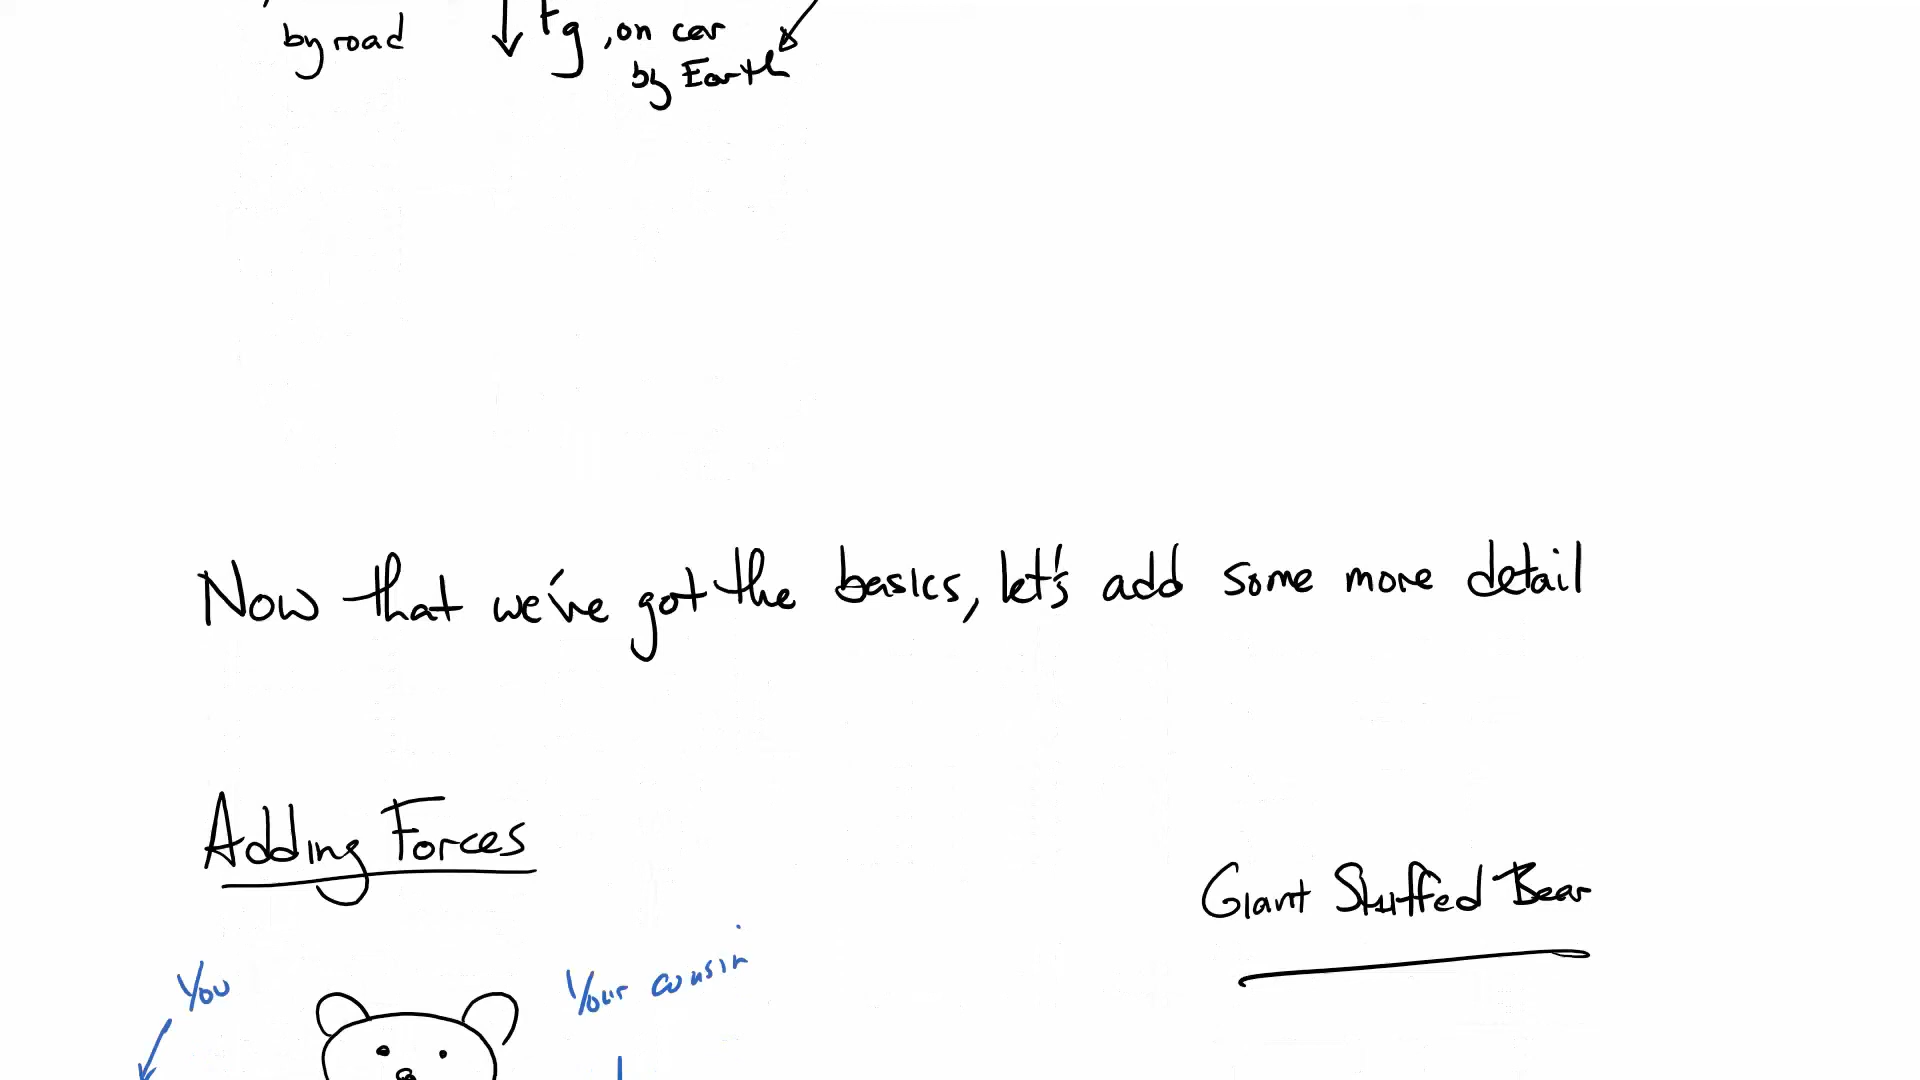 by road
Fg, on car
by Earth
Now that we've got the basics, let's add some more detail
Adding Forces
Giant Stuffed Bear
You
Your cousin